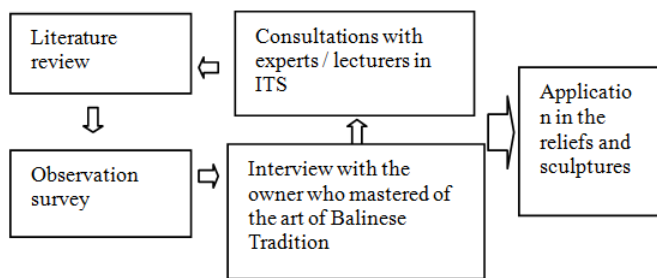 Literature
review
Consultations with
experts / lecturers in
ITS
Observation
survey
Interview with the
owner who mastered of
the art of Balinese
Tradition
Applicatio
n in the
reliefs and
sculptures